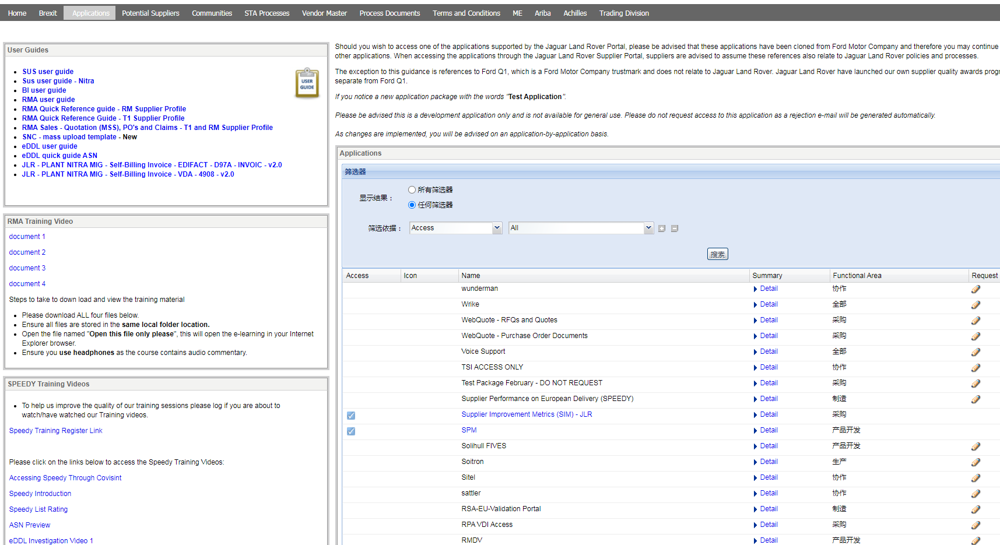 Home Brexit Applications Potential Suppliers Communities STA Processes Vendor Master Process Documents Terms and Conditions ME Ariba Achilles Trading Division
User Guides
SUS user guide
Sus user guide - Nitra
BI user guide
RMA user guide
RMA Quick Reference guide - RM Supplier Profile
RMA Quick Reference Guide - T1 Supplier Profile
RMA Sales - Quotation (MSS), PO's and Claims - T1 and RM Supplier Profile
SNC - mass upload template - New
eDDL user guide
eDDL quick guide ASN
JLR - PLANT NITRA MIG - Self-Billing Invoice - EDIFACT - D97A - INVOIC - v2.0
JLR - PLANT NITRA MIG - Self-Billing Invoice - VDA - 4908 - v2.0
USER
GUIDE
RMA Training Video
document 1
document 2
document 3
document 4
Steps to take to down load and view the training material
Please download ALL four files below.
Ensure all files are stored in the same local folder location.
Open the file named "Open this file only please", this will open the e-learning in your Internet
Explorer browser.
Ensure you use headphones as the course contains audio commentary.
SPEEDY Training Videos
To help us improve the quality of our training sessions please log if you are about to
watch/have watched our Training videos.
Speedy Training Register Link
Please click on the links below to access the Speedy Training Videos:
Accessing Speedy Through Covisint
Speedy Introduction
Speedy List Rating
ASN Preview
eDDL Investigation Video 1
Should you wish to access one of the applications supported by the Jaguar Land Rover Portal, please be advised that these applications have been cloned from Ford Motor Company and therefore you may continue
other applications. When accessing the applications through the Jaguar Land Rover Supplier Portal, suppliers are advised to assume these references also relate to Jaguar Land Rover policies and processes.
The exception to this guidance is references to Ford Q1, which is a Ford Motor Company trustmark and does not relate to Jaguar Land Rover. Jaguar Land Rover have launched our own supplier quality awards progr
separate from Ford Q1.
If you notice a new application package with the words "Test Application".
Please be advised this is a development application only and is not available for general use. Please do not request access to this application as a rejection e-mail will be generated automatically.
As changes are implemented, you will be advised on an application-by-application basis.
Applications
筛选器
显示结果：
所有筛选器
任何筛选器
筛选依据： Access All
搜索
Access Icon Name Summary Functional Area Request
wunderman Detail 协作
Wrike Detail 全部
WebQuote - RFQs and Quotes Detail 采购
WebQuote - Purchase Order Documents Detail 采购
Voice Support Detail 全部
TSI ACCESS ONLY Detail 协作
Test Package February - DO NOT REQUEST Detail 采购
Supplier Performance on European Delivery (SPEEDY) Detail 制造
Supplier Improvement Metrics (SIM) - JLR Detail 采购
SPM Detail 产品开发
Solihull FIVES Detail 产品开发
Soitron Detail 生产
Sitel Detail 协作
sattler Detail 协作
RSA-EU-Validation Portal Detail 制造
RPA VDI Access Detail 采购
RMDV Detail 产品开发